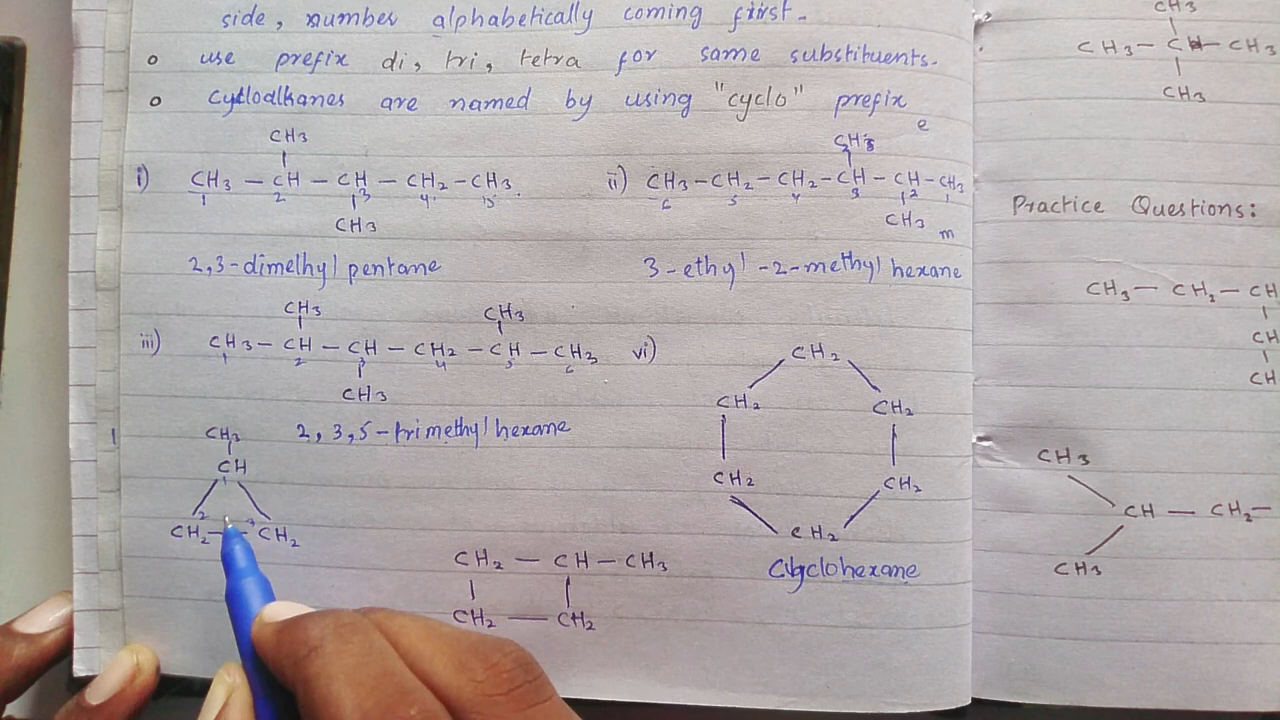 side, number alphabetically coming first.
o use prefix di, tri, tetra for same substituents.
o cycloalkanes are named by using "cyclo" prefix
e
CH3
i) CH3 – CH – CH – CH2 – CH3.
1 2 3 4 5
CH3
2,3-dimethyl pentane
ii) CH3 – CH2 – CH2 – CH – CH – CH3
6 5 4 3 2 1
CH3 m
3-ethyl -2-methyl hexane
CH3 CH3
iii) CH3 – CH – CH – CH2 – CH – CH3
1 2 3 4 5 6
CH3
2, 3, 5-trimethyl hexane
vi) CH2
CH2 CH2
CH2 CH2
CH2
Cyclohexane
CH3
CH
1
2 3
CH2 – CH2
CH2 – CH – CH3
CH2 – CH2
CH3
CH3 – CH – CH3
CH3
Practice Questions:
CH3 – CH2 – CH
CH
CH
CH3
CH – CH2 –
CH3